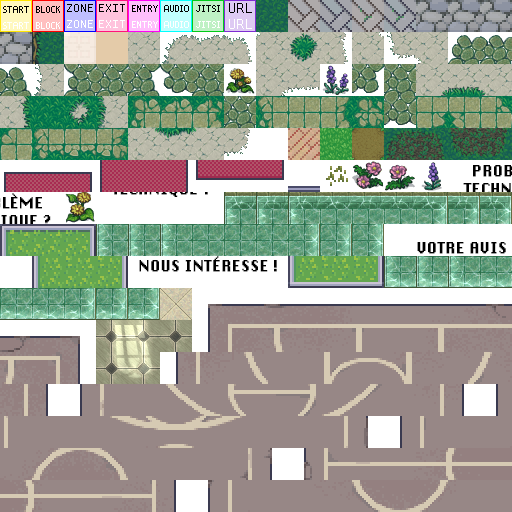 START BLOCK ZONE EXIT ENTRY AUDIO JITSI URL
START BLOCK ZONE EXIT ENTRY AUDIO JITSI URL
PROB
TECHN
TECHNIQUE ?
LÈME
IQUE ?
VOTRE AVIS
NOUS INTÉRESSE !